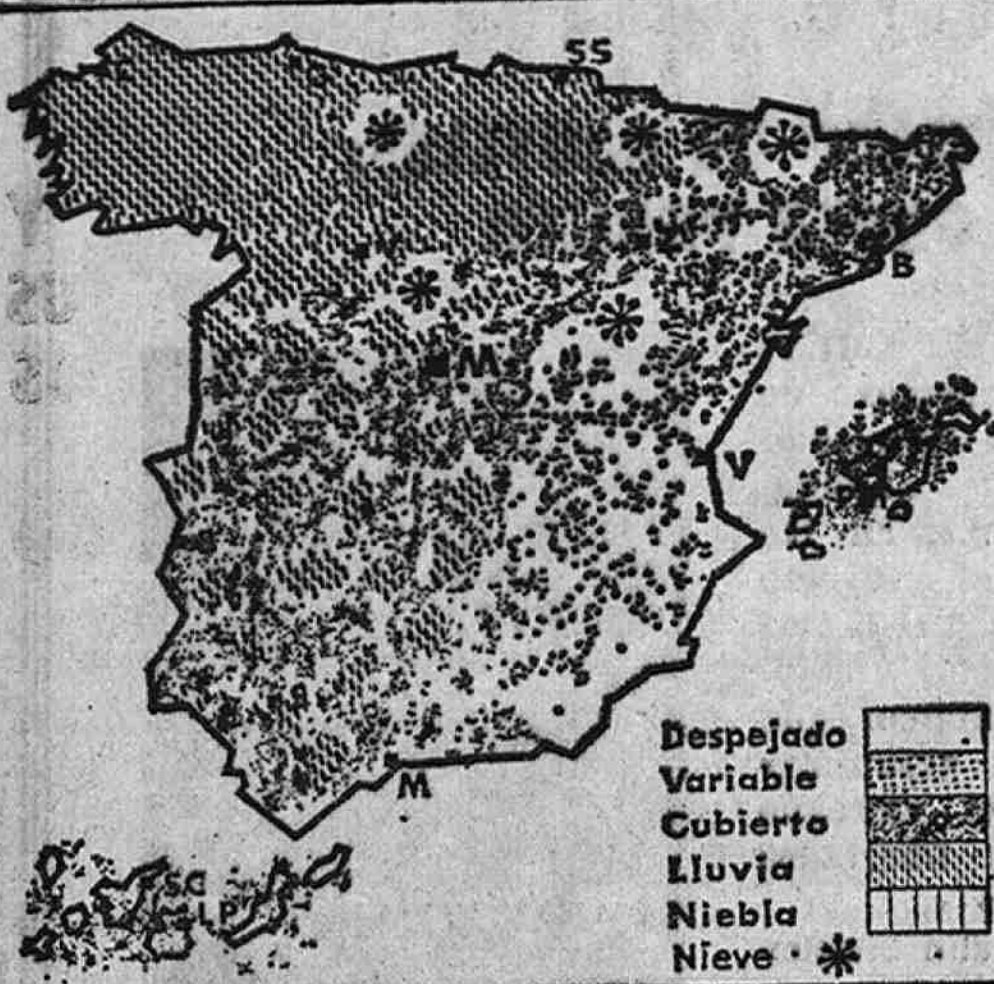 SS
B
M
V
P
M
SC
LP
Despejado
Variable
Cubierto
Lluvia
Niebla
Nieve